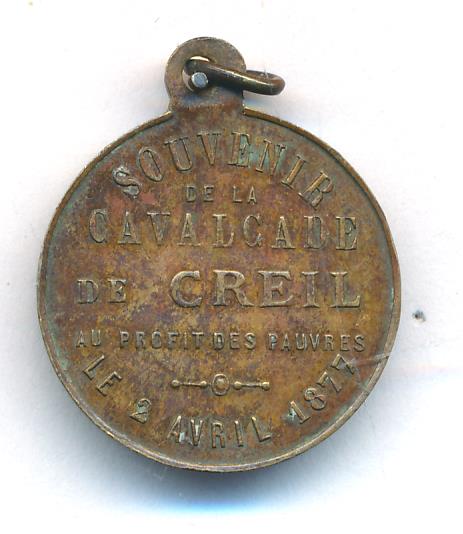 SOUVENIR
DE LA
CAVALCADE
DE CREIL
AU PROFIT DES PAUVRES
LE 2 AVRIL 1877